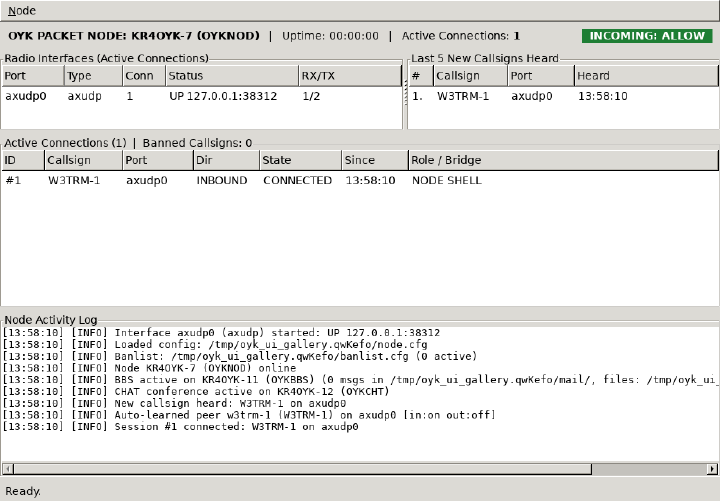 Node
OYK PACKET NODE: KR4OYK-7 (OYKNOD) | Uptime: 00:00:00 | Active Connections: 1 INCOMING: ALLOW
Radio Interfaces (Active Connections) Last 5 New Callsigns Heard
Port Type Conn Status RX/TX # Callsign Port Heard
axudp0 axudp 1 UP 127.0.0.1:38312 1/2 1. W3TRM-1 axudp0 13:58:10
Active Connections (1) | Banned Callsigns: 0
ID Callsign Port Dir State Since Role / Bridge
#1 W3TRM-1 axudp0 INBOUND CONNECTED 13:58:10 NODE SHELL
Node Activity Log
[13:58:10] [INFO] Interface axudp0 (axudp) started: UP 127.0.0.1:38312
[13:58:10] [INFO] Loaded config: /tmp/oyk_ui_gallery.qwKefo/node.cfg
[13:58:10] [INFO] Banlist: /tmp/oyk_ui_gallery.qwKefo/banlist.cfg (0 active)
[13:58:10] [INFO] Node KR4OYK-7 (OYKNOD) online
[13:58:10] [INFO] BBS active on KR4OYK-11 (OYKBBS) (0 msgs in /tmp/oyk_ui_gallery.qwKefo/mail/, files: /tmp/oyk_ui_
[13:58:10] [INFO] CHAT conference active on KR4OYK-12 (OYKCHT)
[13:58:10] [INFO] New callsign heard: W3TRM-1 on axudp0
[13:58:10] [INFO] Auto-learned peer w3trm-1 (W3TRM-1) on axudp0 [in:on out:off]
[13:58:10] [INFO] Session #1 connected: W3TRM-1 on axudp0
Ready.